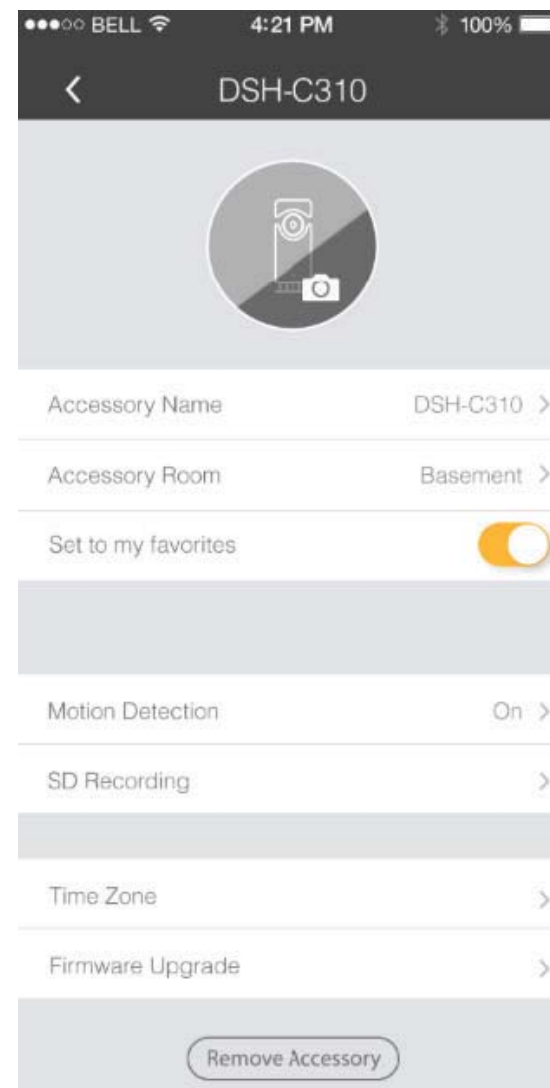 BELL 4:21 PM 100%
DSH-C310
Accessory Name DSH-C310
Accessory Room Basement
Set to my favorites
Motion Detection On
SD Recording
Time Zone
Firmware Upgrade
Remove Accessory